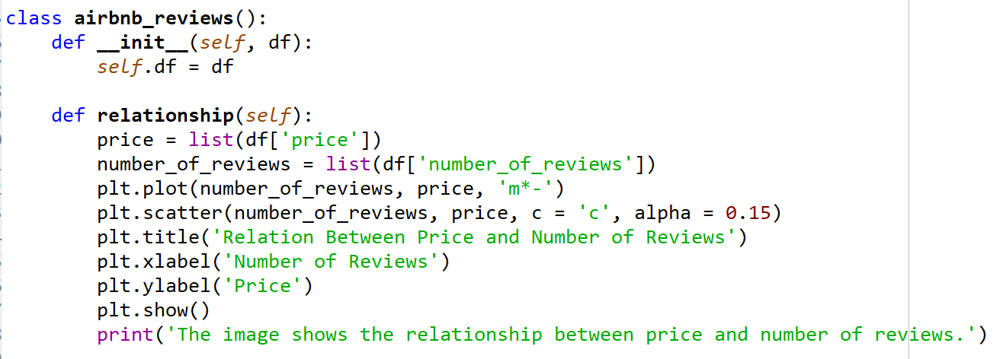 class airbnb_reviews():
    def __init__(self, df):
        self.df = df

    def relationship(self):
        price = list(df['price'])
        number_of_reviews = list(df['number_of_reviews'])
        plt.plot(number_of_reviews, price, 'm*-')
        plt.scatter(number_of_reviews, price, c = 'c', alpha = 0.15)
        plt.title('Relation Between Price and Number of Reviews')
        plt.xlabel('Number of Reviews')
        plt.ylabel('Price')
        plt.show()
        print('The image shows the relationship between price and number of reviews.')